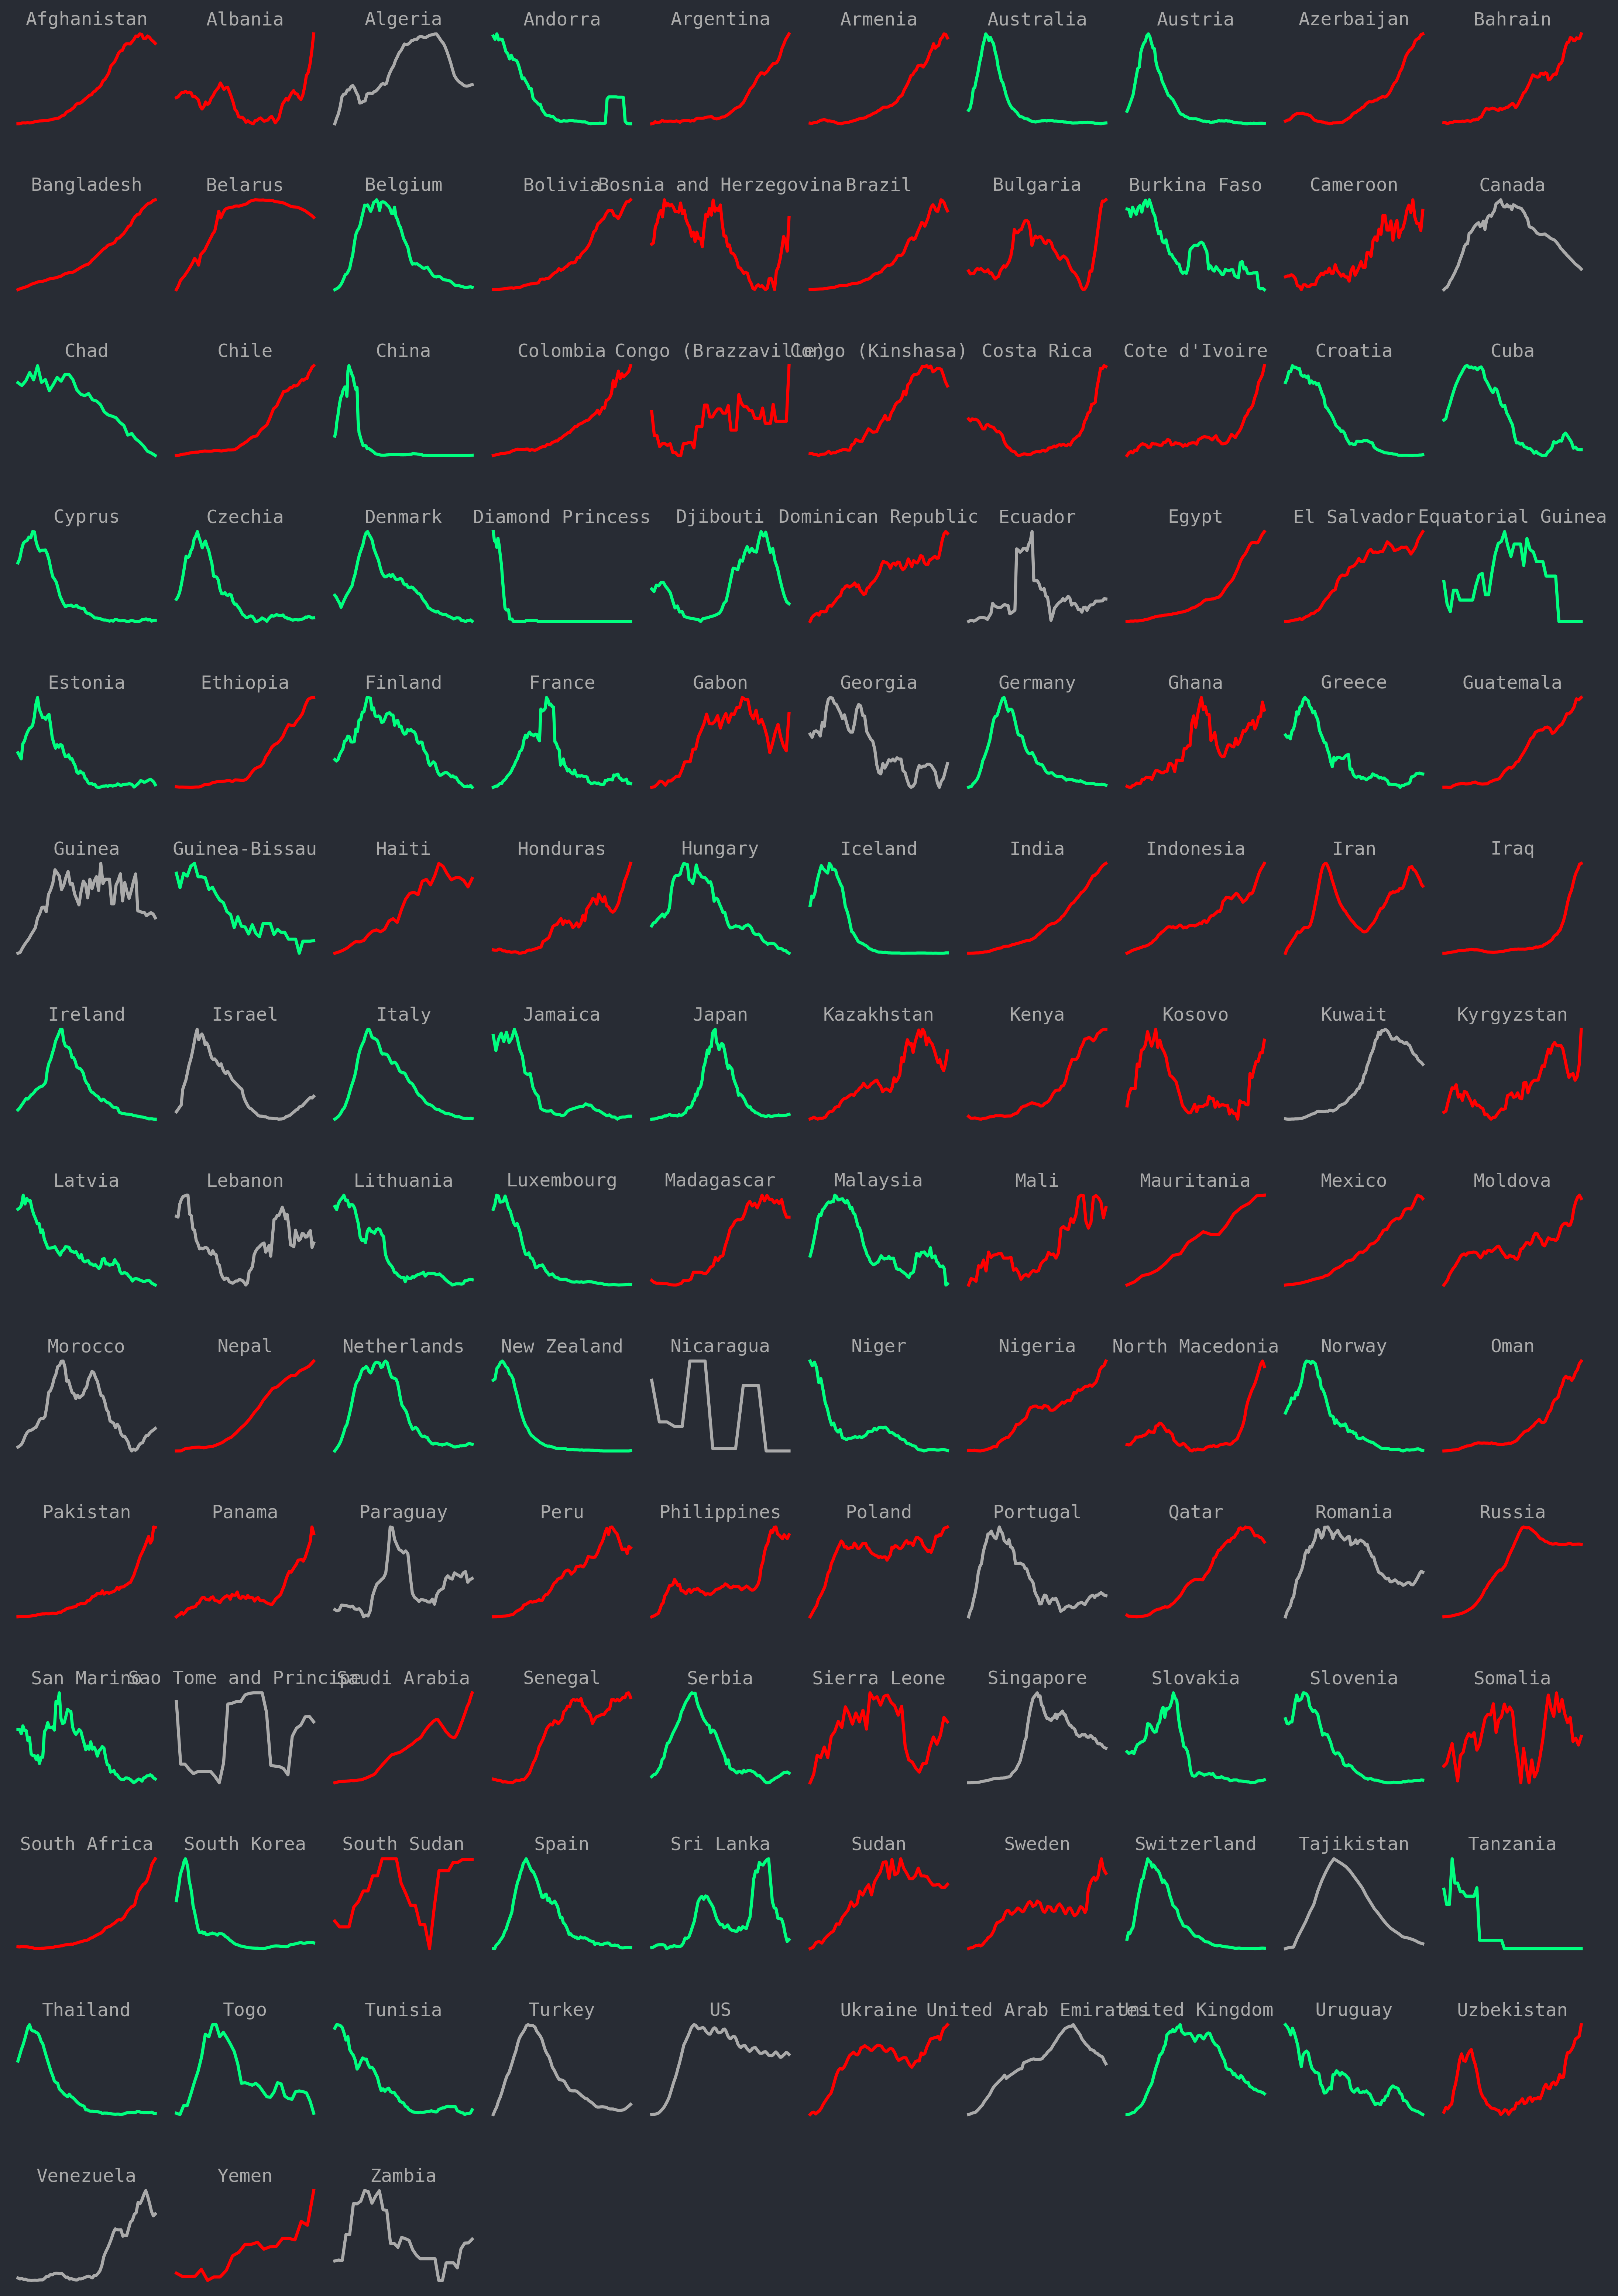 Afghanistan Albania Algeria Andorra Argentina Armenia Australia Austria Azerbaijan Bahrain
Bangladesh Belarus Belgium Bolivia Bosnia and Herzegovina Brazil Bulgaria Burkina Faso Cameroon Canada
Chad Chile China Colombia Congo (Brazzaville) Congo (Kinshasa) Costa Rica Cote d'Ivoire Croatia Cuba
Cyprus Czechia Denmark Diamond Princess Djibouti Dominican Republic Ecuador Egypt El Salvador Equatorial Guinea
Estonia Ethiopia Finland France Gabon Georgia Germany Ghana Greece Guatemala
Guinea Guinea-Bissau Haiti Honduras Hungary Iceland India Indonesia Iran Iraq
Ireland Israel Italy Jamaica Japan Kazakhstan Kenya Kosovo Kuwait Kyrgyzstan
Latvia Lebanon Lithuania Luxembourg Madagascar Malaysia Mali Mauritania Mexico Moldova
Morocco Nepal Netherlands New Zealand Nicaragua Niger Nigeria North Macedonia Norway Oman
Pakistan Panama Paraguay Peru Philippines Poland Portugal Qatar Romania Russia
San Marino Sao Tome and Principe Saudi Arabia Senegal Serbia Sierra Leone Singapore Slovakia Slovenia Somalia
South Africa South Korea South Sudan Spain Sri Lanka Sudan Sweden Switzerland Tajikistan Tanzania
Thailand Togo Tunisia Turkey US Ukraine United Arab Emirates United Kingdom Uruguay Uzbekistan
Venezuela Yemen Zambia